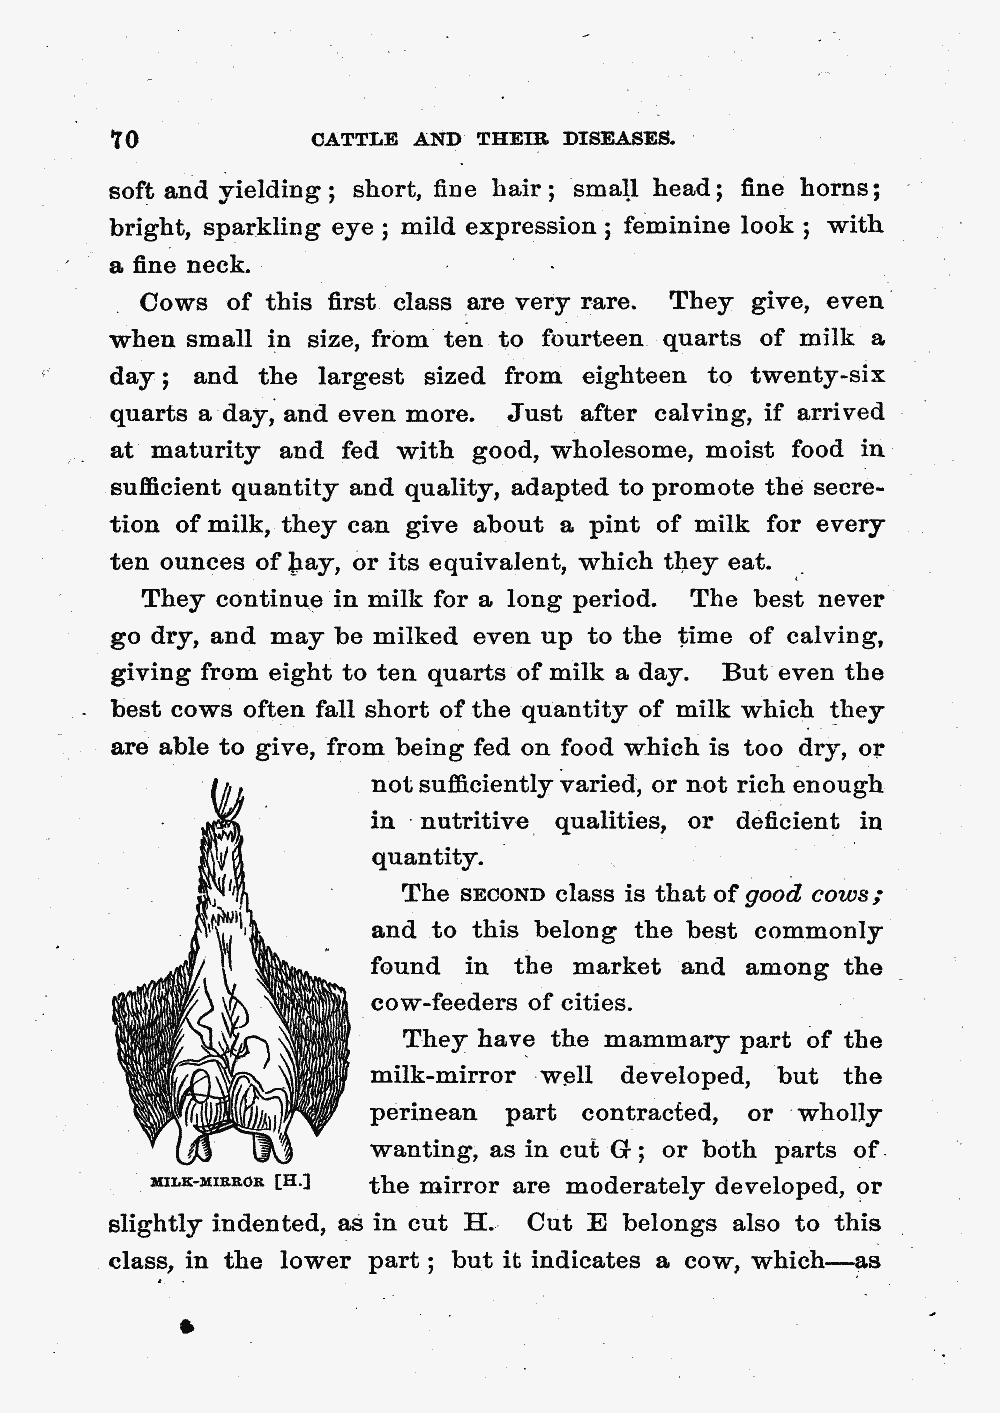 70 CATTLE AND THEIR DISEASES.
soft and yielding; short, fine hair; small head; fine horns;
bright, sparkling eye; mild expression; feminine look; with
a fine neck.
Cows of this first class are very rare. They give, even
when small in size, from ten to fourteen quarts of milk a
day; and the largest sized from eighteen to twenty-six
quarts a day, and even more. Just after calving, if arrived
at maturity and fed with good, wholesome, moist food in
sufficient quantity and quality, adapted to promote the secre-
tion of milk, they can give about a pint of milk for every
ten ounces of hay, or its equivalent, which they eat.
They continue in milk for a long period. The best never
go dry, and may be milked even up to the time of calving,
giving from eight to ten quarts of milk a day. But even the
best cows often fall short of the quantity of milk which they
are able to give, from being fed on food which is too dry, or
not sufficiently varied, or not rich enough
in nutritive qualities, or deficient in
quantity.
The SECOND class is that of good cows;
and to this belong the best commonly
found in the market and among the
cow-feeders of cities.
They have the mammary part of the
milk-mirror well developed, but the
perinean part contracted, or wholly
wanting, as in cut G; or both parts of
MILK-MIRROR [H.]
the mirror are moderately developed, or
slightly indented, as in cut H. Cut E belongs also to this
class, in the lower part; but it indicates a cow, which—as